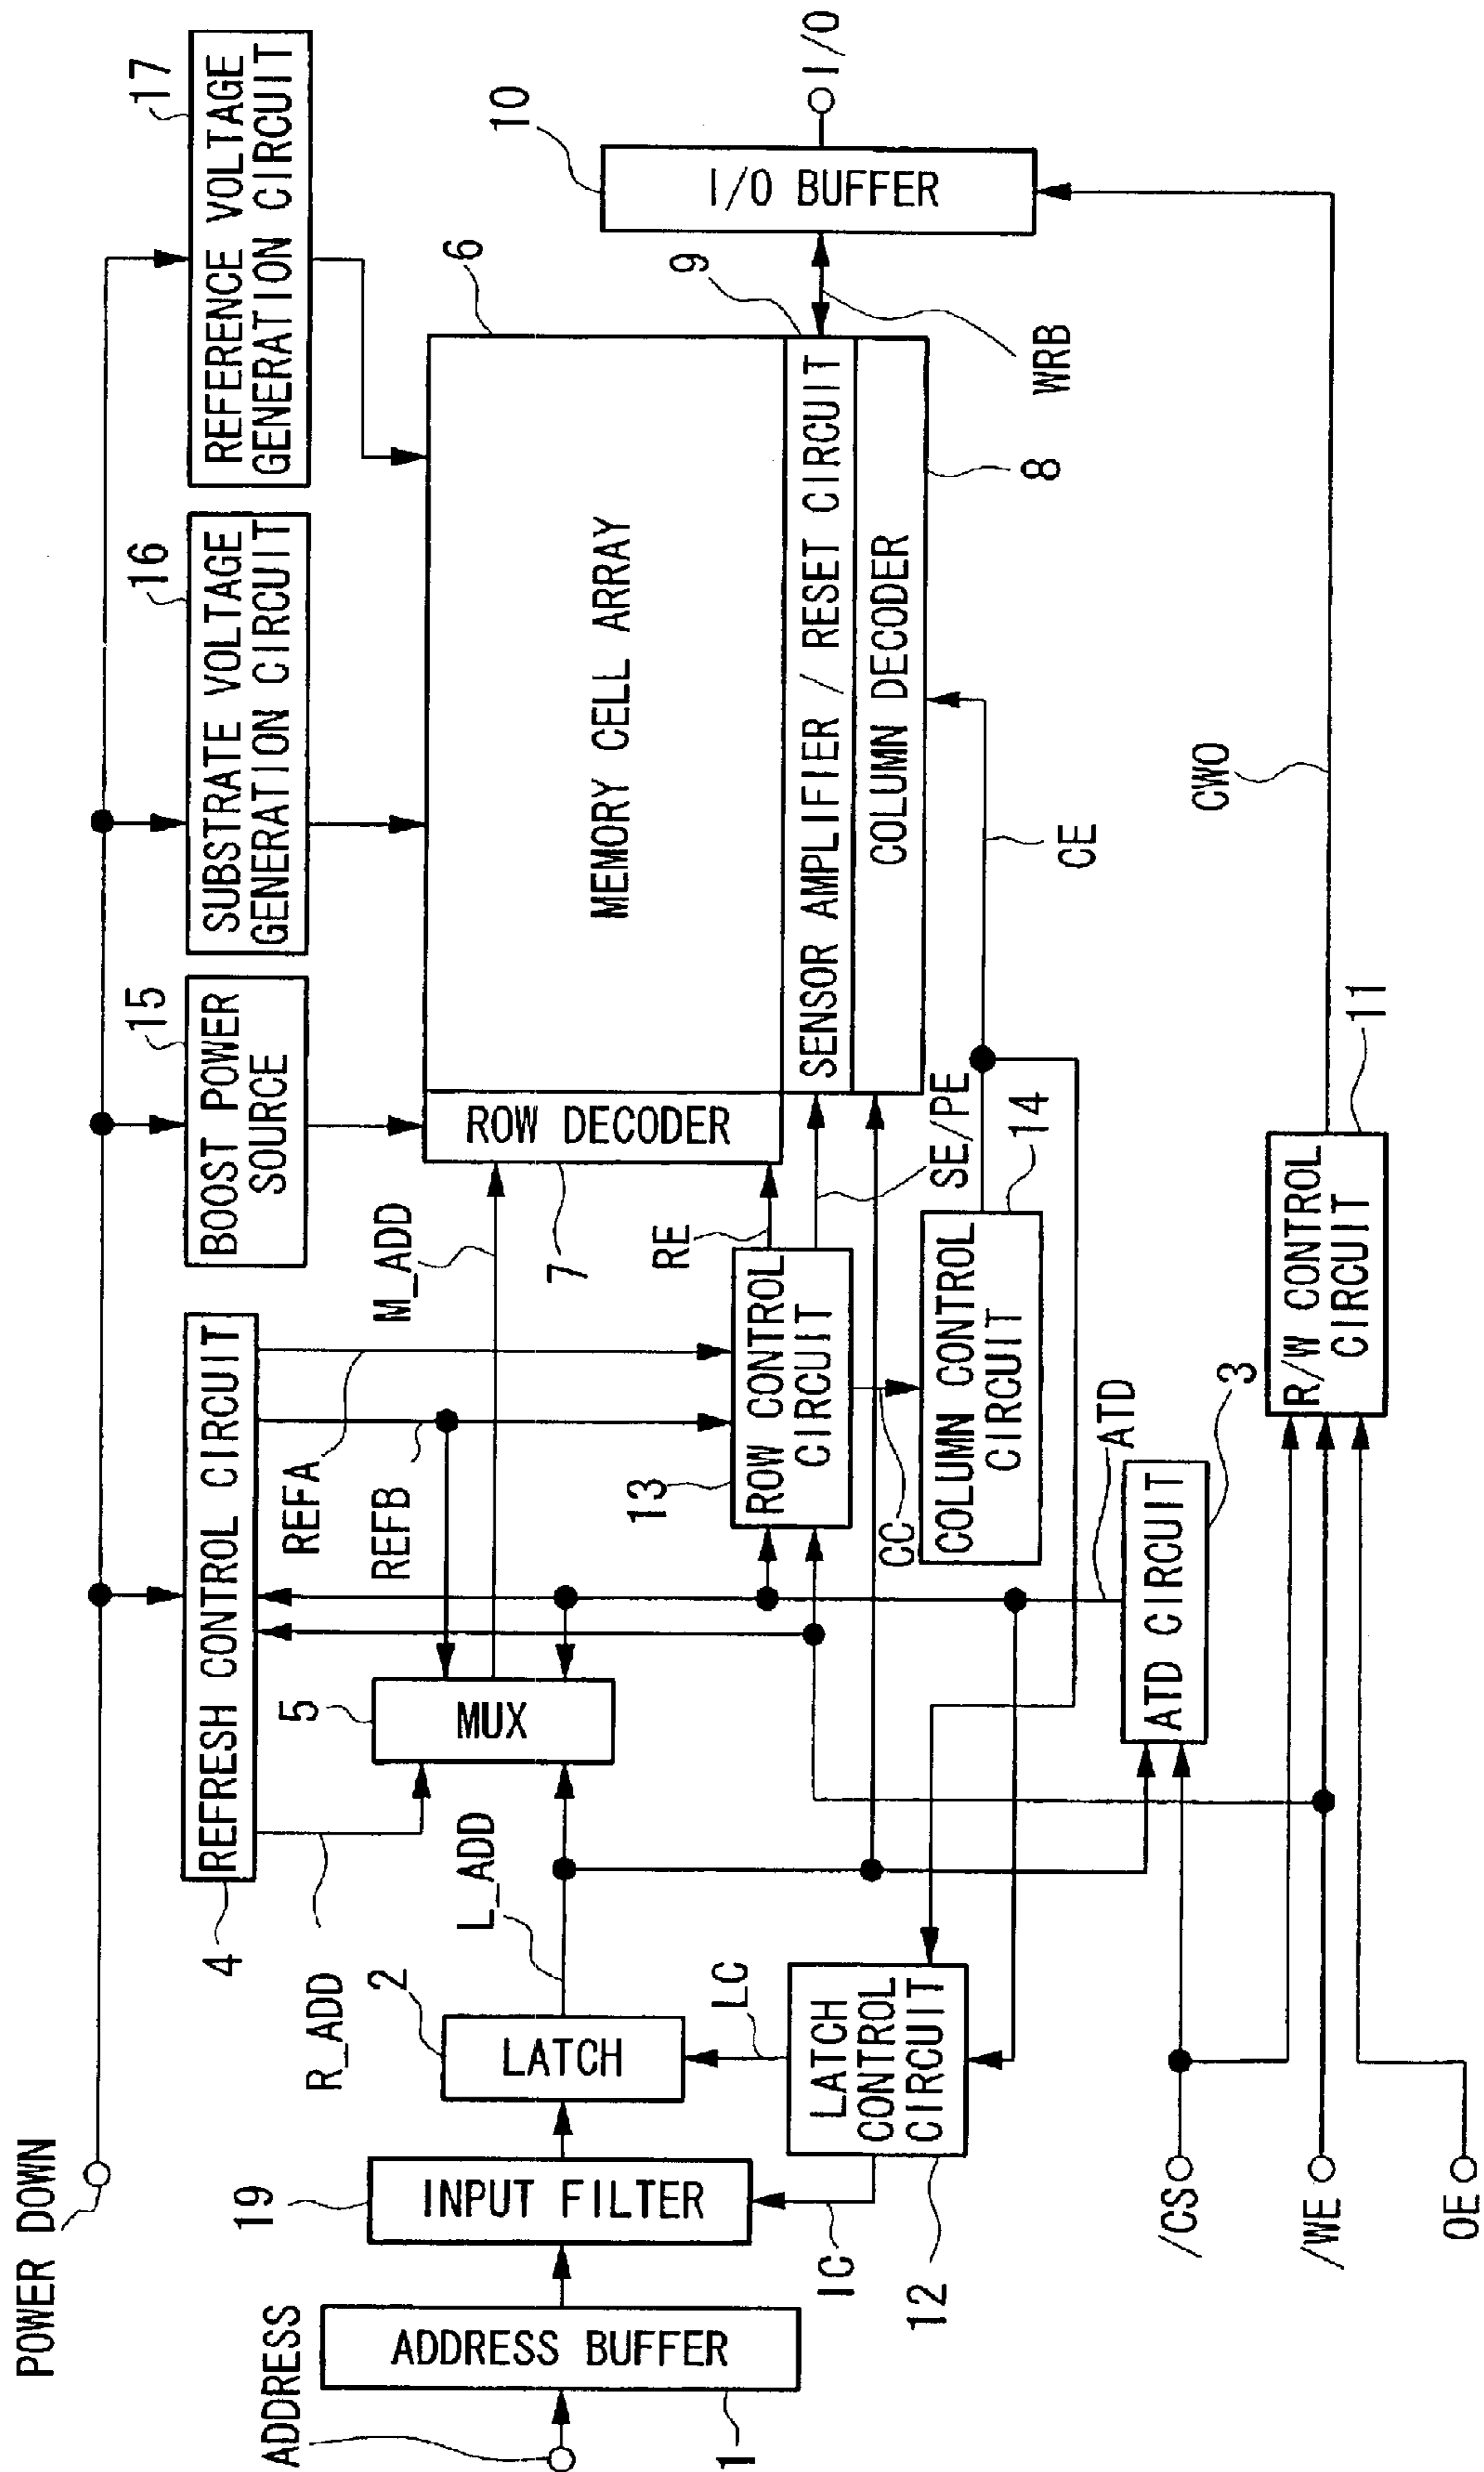 POWER DOWN
17
REFERENCE VOLTAGE
GENERATION CIRCUIT
16
SUBSTRATE VOLTAGE
GENERATION CIRCUIT
15
BOOST POWER
SOURCE
REFRESH CONTROL CIRCUIT
4
R_ADD
REFA
REFB
M_ADD
5
MUX
L_ADD
2
LATCH
19
INPUT FILTER
ADDRESS
ADDRESS BUFFER
1
LC
IC
LATCH
CONTROL
CIRCUIT
12
7
ROW DECODER
6
MEMORY CELL ARRAY
9
SENSOR AMPLIFIER / RESET CIRCUIT
COLUMN DECODER
8
10
I/O BUFFER
I/O
WRB
RE
13
ROW CONTROL
CIRCUIT
SE/PE
CC
COLUMN CONTROL
CIRCUIT
14
CE
ATD
ATD CIRCUIT
3
CWO
R/W CONTROL
CIRCUIT
11
/CS
/WE
OE